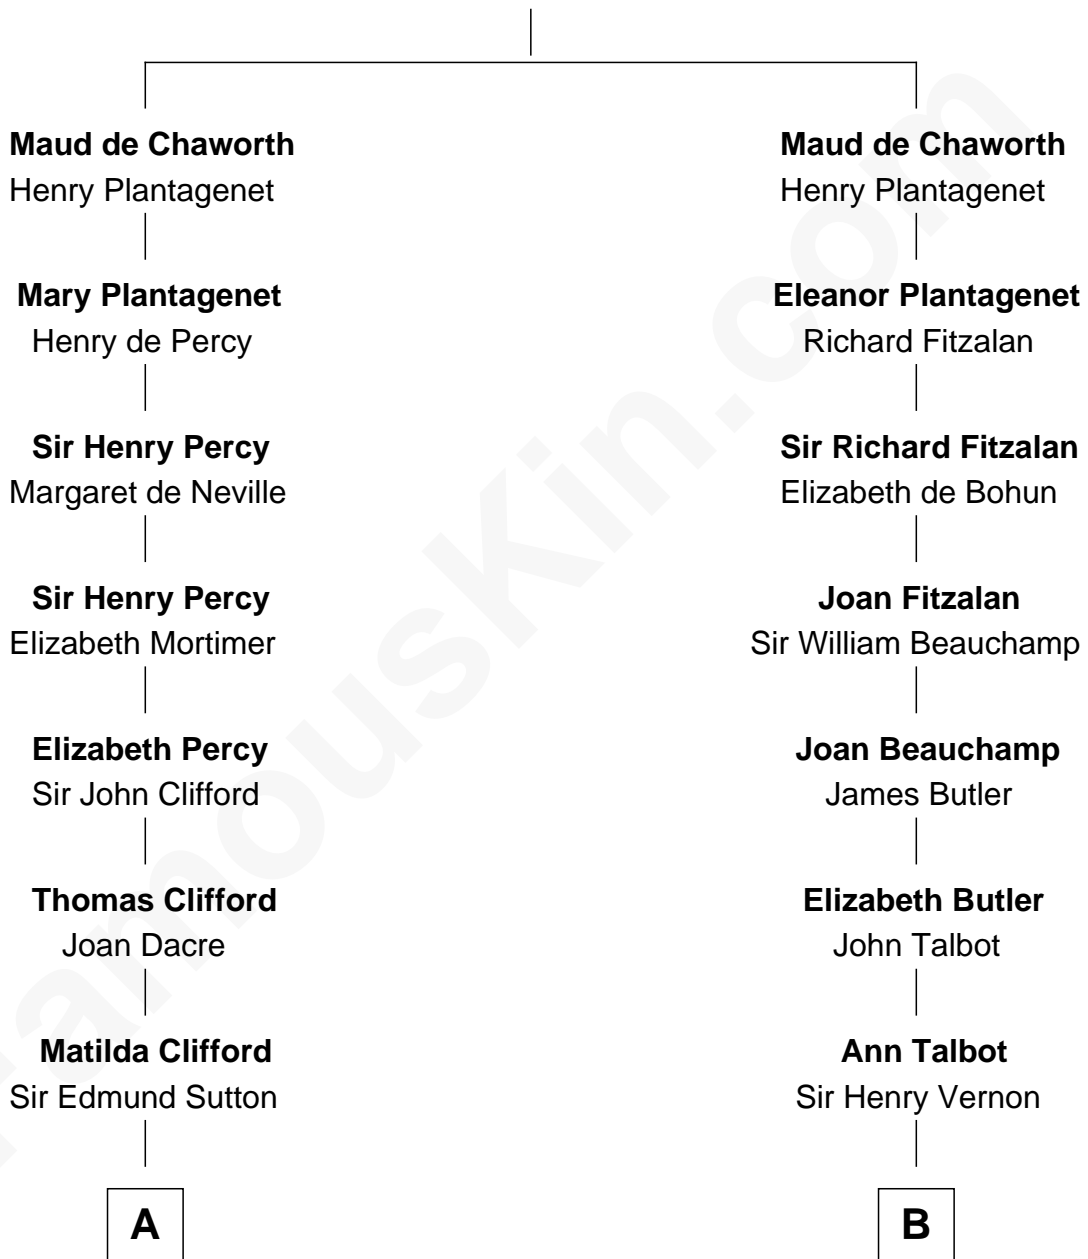 Maud de Chaworth
Henry Plantagenet
Mary Plantagenet
Henry de Percy
Sir Henry Percy
Margaret de Neville
Sir Henry Percy
Elizabeth Mortimer
Elizabeth Percy
Sir John Clifford
Thomas Clifford
Joan Dacre
Matilda Clifford
Sir Edmund Sutton
A
Maud de Chaworth
Henry Plantagenet
Eleanor Plantagenet
Richard Fitzalan
Sir Richard Fitzalan
Elizabeth de Bohun
Joan Fitzalan
Sir William Beauchamp
Joan Beauchamp
James Butler
Elizabeth Butler
John Talbot
Ann Talbot
Sir Henry Vernon
B
FamousKin.com